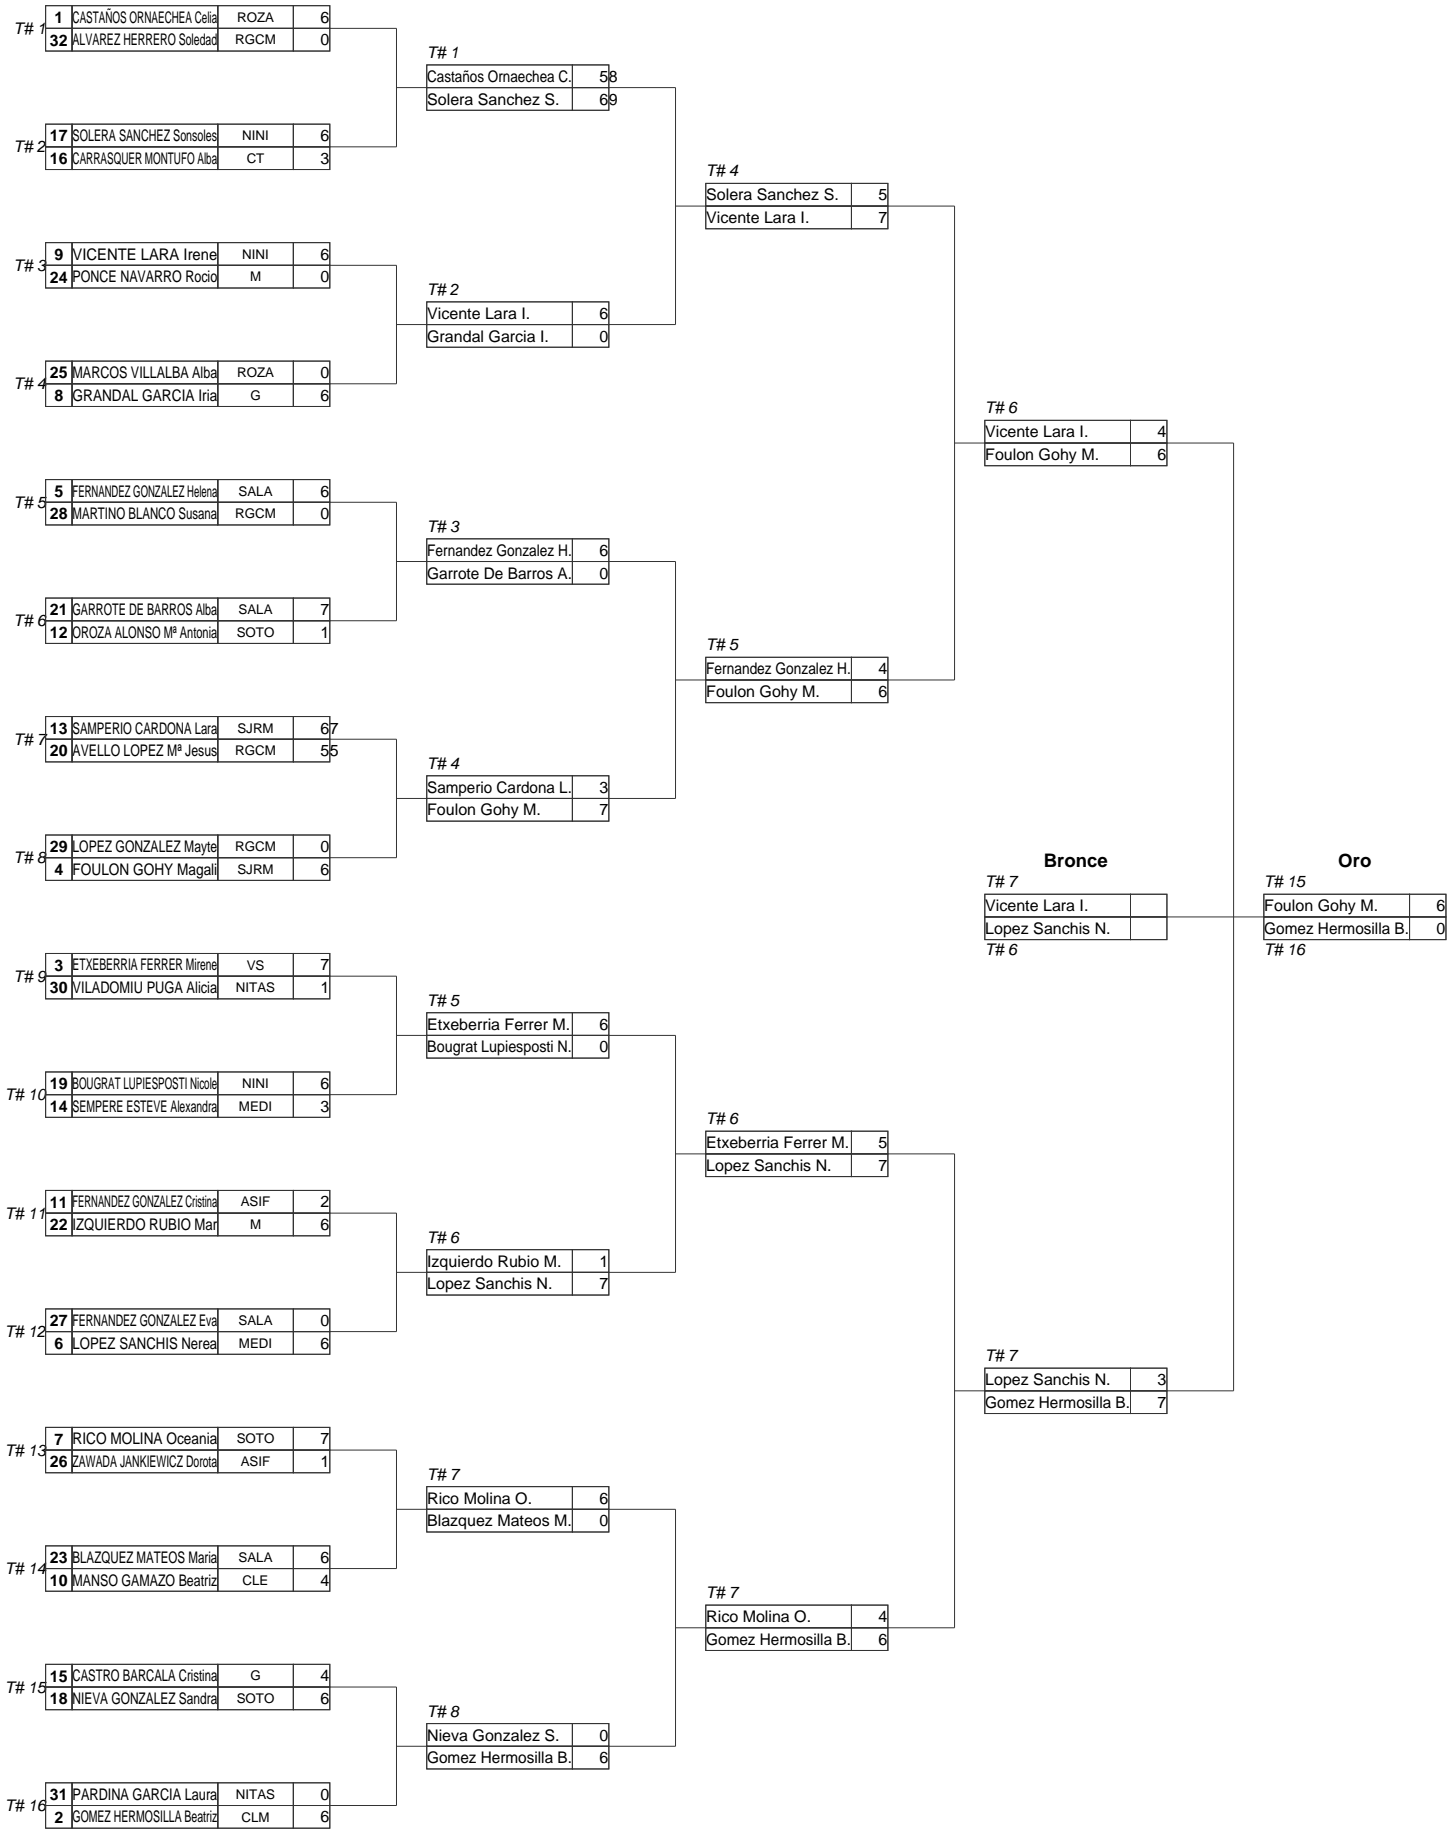 T# 1
1 CASTAÑOS ORNAECHEA Celia ROZA 6
32 ALVAREZ HERRERO Soledad RGCM 0
T# 2
17 SOLERA SANCHEZ Sonsoles NINI 6
16 CARRASQUER MONTUFO Alba CT 3
T# 3
9 VICENTE LARA Irene NINI 6
24 PONCE NAVARRO Rocio M 0
T# 4
25 MARCOS VILLALBA Alba ROZA 0
8 GRANDAL GARCIA Iria G 6
T# 5
5 FERNANDEZ GONZALEZ Helena SALA 6
28 MARTINO BLANCO Susana RGCM 0
T# 6
21 GARROTE DE BARROS Alba SALA 7
12 OROZA ALONSO Mª Antonia SOTO 1
T# 7
13 SAMPERIO CARDONA Lara SJRM 67
20 AVELLO LOPEZ Mª Jesus RGCM 55
T# 8
29 LOPEZ GONZALEZ Mayte RGCM 0
4 FOULON GOHY Magali SJRM 6
T# 9
3 ETXEBERRIA FERRER Mirene VS 7
30 VILADOMIU PUGA Alicia NITAS 1
T# 10
19 BOUGRAT LUPIESPOSTI Nicole NINI 6
14 SEMPERE ESTEVE Alexandra MEDI 3
T# 11
11 FERNANDEZ GONZALEZ Cristina ASIF 2
22 IZQUIERDO RUBIO Mar M 6
T# 12
27 FERNANDEZ GONZALEZ Eva SALA 0
6 LOPEZ SANCHIS Nerea MEDI 6
T# 13
7 RICO MOLINA Oceania SOTO 7
26 ZAWADA JANKIEWICZ Dorota ASIF 1
T# 14
23 BLAZQUEZ MATEOS Maria SALA 6
10 MANSO GAMAZO Beatriz CLE 4
T# 15
15 CASTRO BARCALA Cristina G 4
18 NIEVA GONZALEZ Sandra SOTO 6
T# 16
31 PARDINA GARCIA Laura NITAS 0
2 GOMEZ HERMOSILLA Beatriz CLM 6
T# 1
Castaños Ornaechea C. 58
Solera Sanchez S. 69
T# 2
Vicente Lara I. 6
Grandal Garcia I. 0
T# 3
Fernandez Gonzalez H. 6
Garrote De Barros A. 0
T# 4
Samperio Cardona L. 3
Foulon Gohy M. 7
T# 5
Etxeberria Ferrer M. 6
Bougrat Lupiesposti N. 0
T# 6
Izquierdo Rubio M. 1
Lopez Sanchis N. 7
T# 7
Rico Molina O. 6
Blazquez Mateos M. 0
T# 8
Nieva Gonzalez S. 0
Gomez Hermosilla B. 6
T# 4
Solera Sanchez S. 5
Vicente Lara I. 7
T# 5
Fernandez Gonzalez H. 4
Foulon Gohy M. 6
T# 6
Etxeberria Ferrer M. 5
Lopez Sanchis N. 7
T# 7
Rico Molina O. 4
Gomez Hermosilla B. 6
T# 6
Vicente Lara I. 4
Foulon Gohy M. 6
Bronce
T# 7
Vicente Lara I.
Lopez Sanchis N.
T# 6
T# 7
Lopez Sanchis N. 3
Gomez Hermosilla B. 7
Oro
T# 15
Foulon Gohy M. 6
Gomez Hermosilla B. 0
T# 16